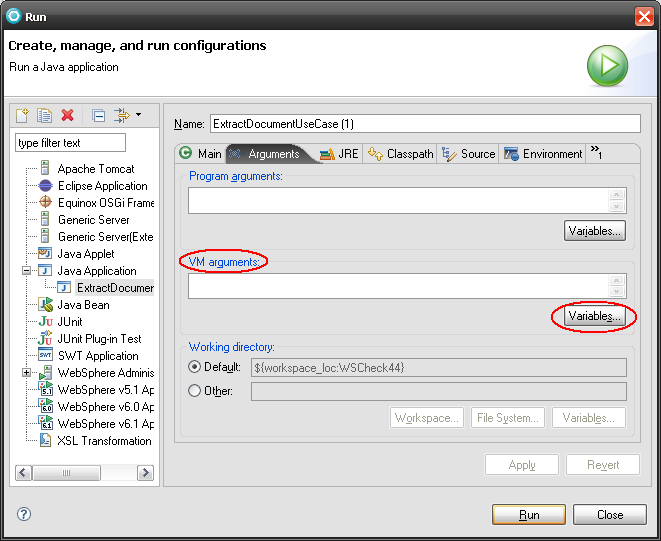 Run
Create, manage, and run configurations
Run a Java application
type filter text
Apache Tomcat
Eclipse Application
Equinox OSGi Frame
Generic Server
Generic Server(Exte
Java Applet
Java Application
ExtractDocumer
Java Bean
JUnit
JUnit Plug-in Test
SWT Application
WebSphere Adminis
WebSphere v5.1 Ap
WebSphere v6.0 Ap
WebSphere v6.1 Ap
XSL Transformation
Name: ExtractDocumentUseCase (1)
Main Arguments JRE Classpath Source Environment »1
Program arguments:
Variables...
VM arguments:
Variables...
Working directory:
Default: ${workspace_loc:WSCheck44}
Other:
Workspace... File System... Variables...
Apply Revert
? Run Close